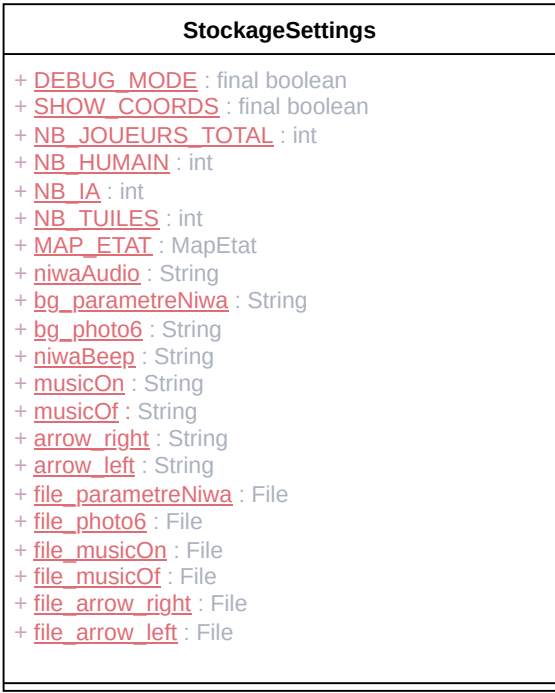 StockageSettings
+ DEBUG_MODE : final boolean
+ SHOW_COORDS : final boolean
+ NB_JOUEURS_TOTAL : int
+ NB_HUMAIN : int
+ NB_IA : int
+ NB_TUILES : int
+ MAP_ETAT : MapEtat
+ niwaAudio : String
+ bg_parametreNiwa : String
+ bg_photo6 : String
+ niwaBeep : String
+ musicOn : String
+ musicOf : String
+ arrow_right : String
+ arrow_left : String
+ file_parametreNiwa : File
+ file_photo6 : File
+ file_musicOn : File
+ file_musicOf : File
+ file_arrow_right : File
+ file_arrow_left : File